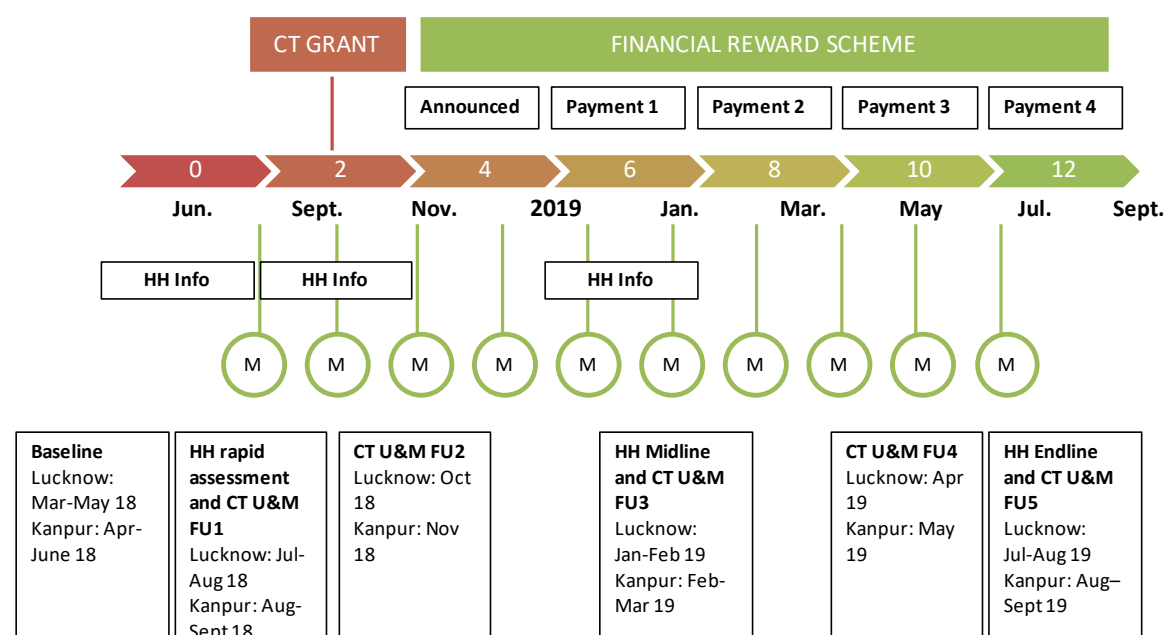 CT GRANT
FINANCIAL REWARD SCHEME
Announced
Payment 1
Payment 2
Payment 3
Payment 4
0
2
4
6
8
10
12
Jun.
Sept.
Nov.
2019
Jan.
Mar.
May
Jul.
Sept.
HH Info
HH Info
HH Info
M
M
M
M
M
M
M
M
M
M
Baseline
Lucknow:
Mar-May 18
Kanpur: Apr-
June 18
HH rapid
assessment
and CT U&M
FU1
Lucknow: Jul-
Aug 18
Kanpur: Aug-
Sept 18
CT U&M FU2
Lucknow: Oct
18
Kanpur: Nov
18
HH Midline
and CT U&M
FU3
Lucknow:
Jan-Feb 19
Kanpur: Feb-
Mar 19
CT U&M FU4
Lucknow: Apr
19
Kanpur: May
19
HH Endline
and CT U&M
FU5
Lucknow:
Jul-Aug 19
Kanpur: Aug–
Sept 19